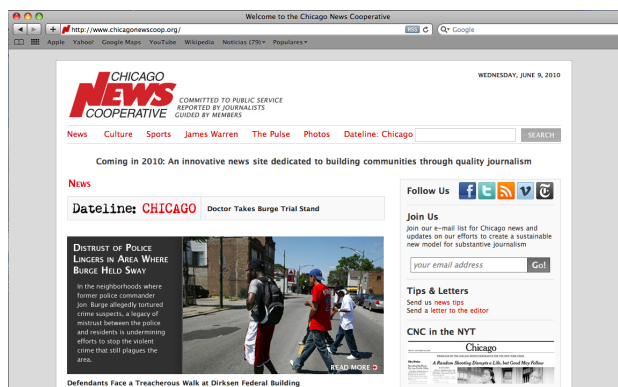 Welcome to the Chicago News Cooperative
http://www.chicagonewscoop.org/
RSS
Google
Apple Yahoo! Google Maps YouTube Wikipedia Noticias (79) Populares
CHICAGO
NEWS
COOPERATIVE
COMMITTED TO PUBLIC SERVICE
REPORTED BY JOURNALISTS
GUIDED BY MEMBERS
WEDNESDAY, JUNE 9, 2010
News Culture Sports James Warren The Pulse Photos Dateline: Chicago
SEARCH
Coming in 2010: An innovative news site dedicated to building communities through quality journalism
NEWS
Dateline: CHICAGO
Doctor Takes Burge Trial Stand
DISTRUST OF POLICE
LINGERS IN AREA WHERE
BURGE HELD SWAY
In the neighborhoods where
former police commander
Jon Burge allegedly tortured
crime suspects, a legacy of
mistrust between the police
and residents is undermining
efforts to stop the violent
crime that still plagues the
area.
READ MORE
Defendants Face a Treacherous Walk at Dirksen Federal Building
Follow Us
Join Us
Join our e-mail list for Chicago news and
updates on our efforts to create a sustainable
new model for substantive journalism
your email address
Go!
Tips & Letters
Send us news tips
Send a letter to the editor
CNC in the NYT
Chicago
A Random Shooting Disrupts a Life, but Good May Follow